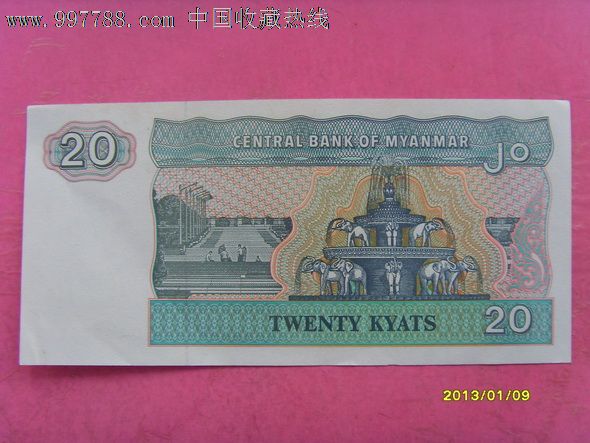 www.997788.com 中国收藏热线
20
CENTRAL BANK OF MYANMAR
၂၀
TWENTY KYATS
20
2013/01/09